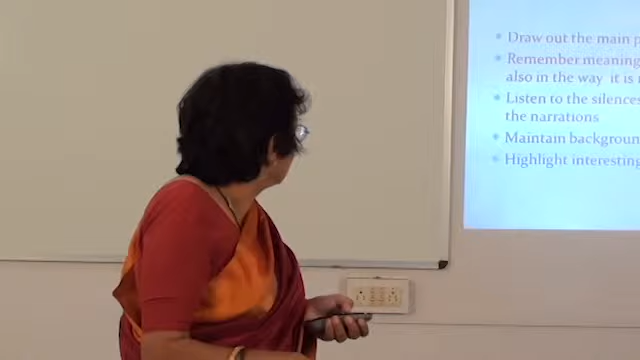 Draw out the main
Remember meaning
also in the way it is
Listen to the silences
the narrations
Maintain
Highlight interesting